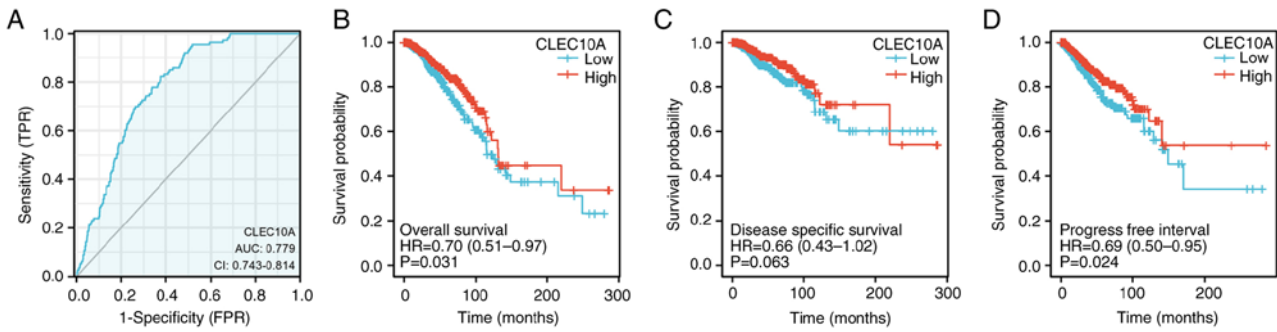 A
Sensitivity (TPR)
1.0
0.8
0.6
0.4
0.2
0.0
CLEC10A
AUC: 0.779
CI: 0.743-0.814
0.0 0.2 0.4 0.6 0.8 1.0
1-Specificity (FPR)
B
Survival probability
1.0
0.8
0.6
0.4
0.2
0.0
CLEC10A
Low
High
Overall survival
HR=0.70 (0.51–0.97)
P=0.031
0 100 200 300
Time (months)
C
Survival probability
1.0
0.8
0.6
0.4
0.2
0.0
CLEC10A
Low
High
Disease specific survival
HR=0.66 (0.43–1.02)
P=0.063
0 100 200 300
Time (months)
D
Survival probability
1.0
0.8
0.6
0.4
0.2
0.0
CLEC10A
Low
High
Progress free interval
HR=0.69 (0.50–0.95)
P=0.024
0 100 200
Time (months)